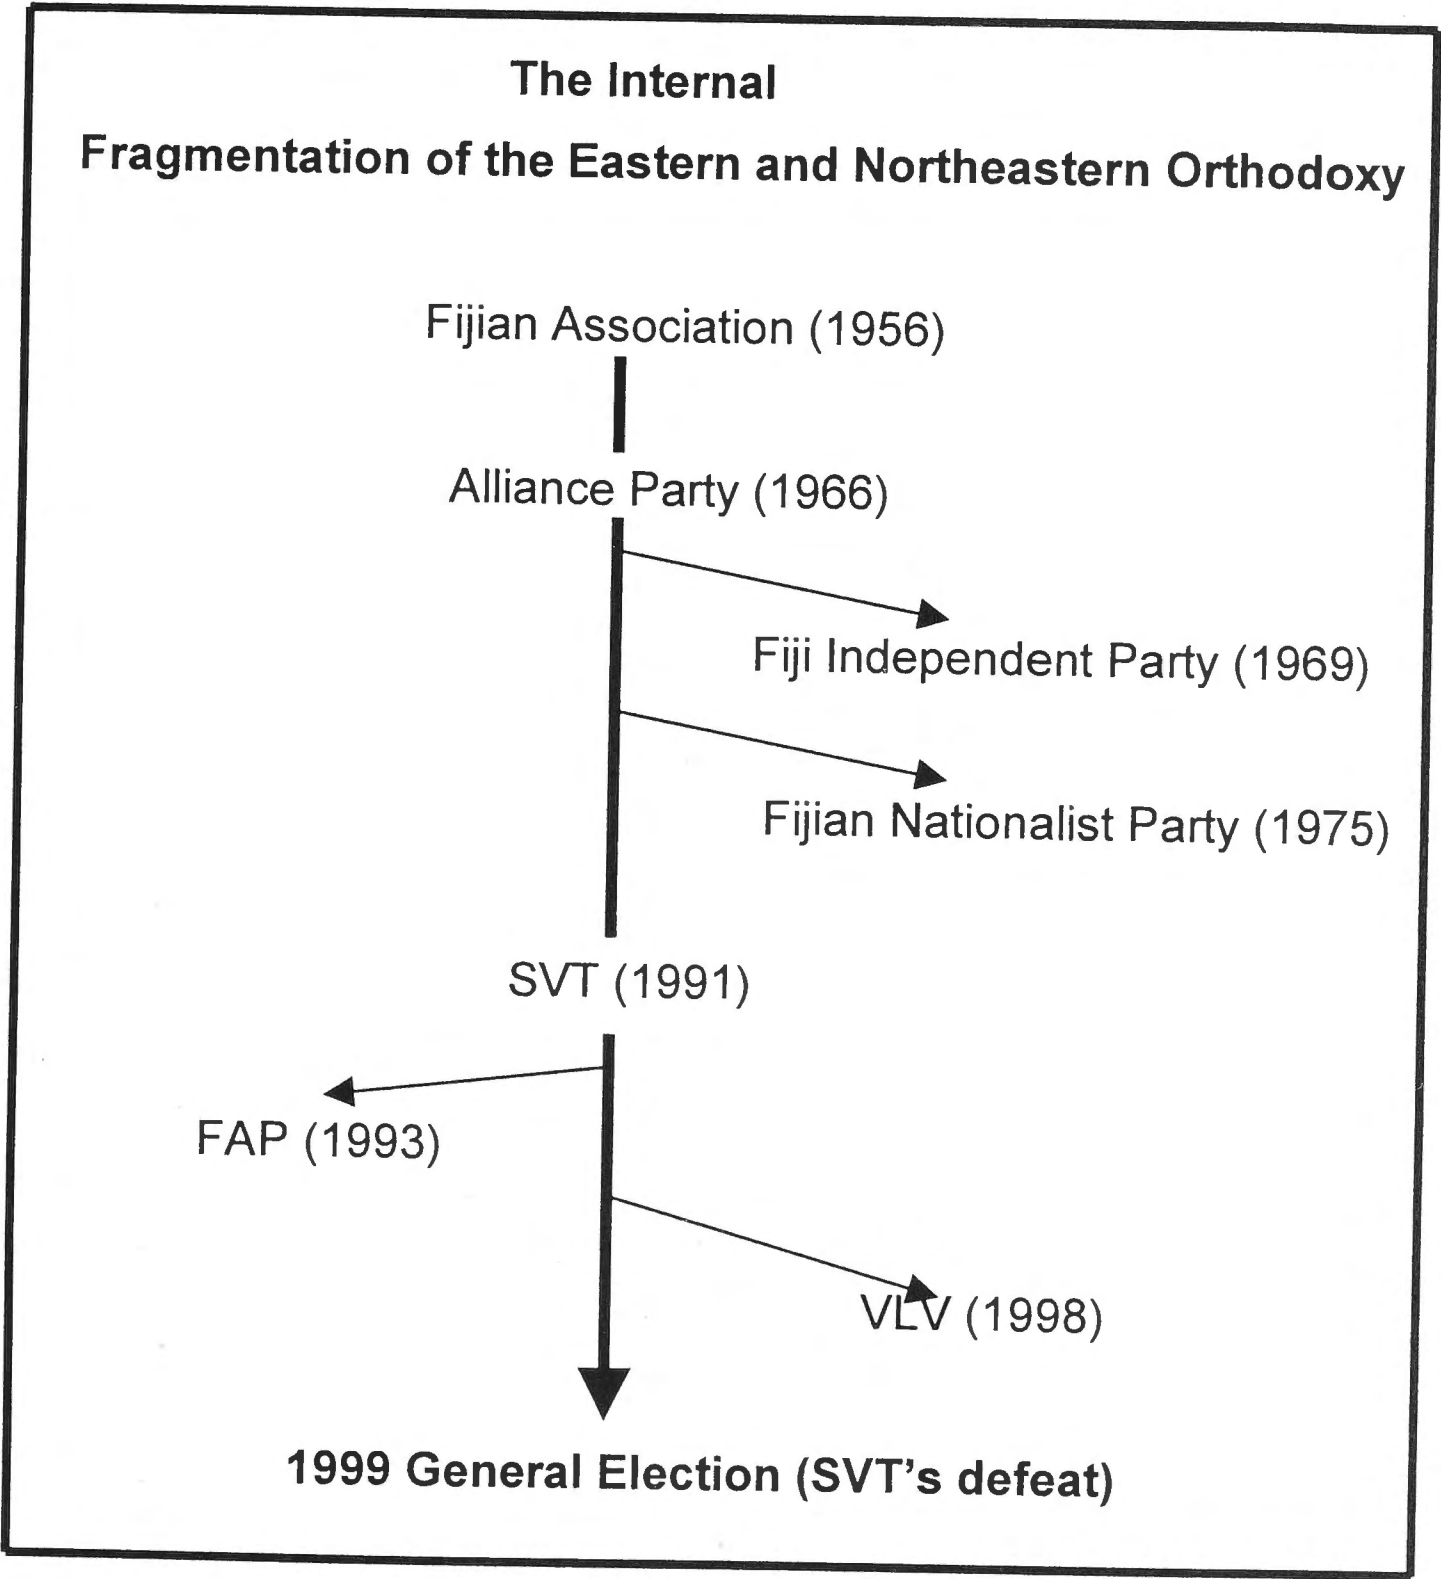 The Internal
Fragmentation of the Eastern and Northeastern Orthodoxy
Fijian Association (1956)
Alliance Party (1966)
Fiji Independent Party (1969)
Fijian Nationalist Party (1975)
SVT (1991)
FAP (1993)
VLV (1998)
1999 General Election (SVT's defeat)